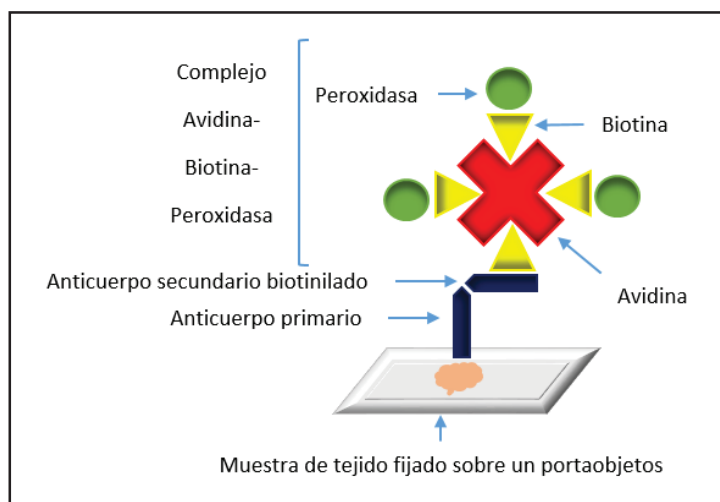 Complejo
Avidina-
Biotina-
Peroxidasa
Peroxidasa
Biotina
Avidina
Anticuerpo secundario biotinilado
Anticuerpo primario
Muestra de tejido fijado sobre un portaobjetos